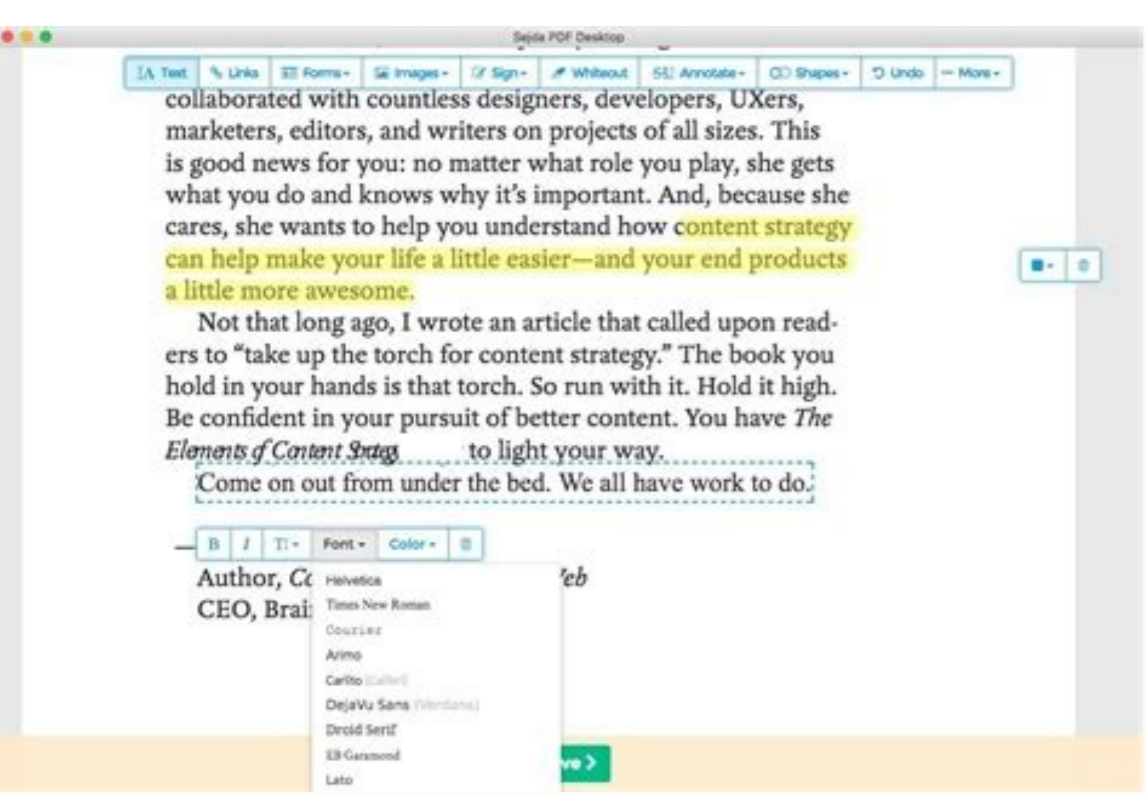 Sejda PDF Desktop
Text Links Forms Images Sign Whiteout Annotate Shapes Undo More
collaborated with countless designers, developers, UXers,
marketers, editors, and writers on projects of all sizes. This
is good news for you: no matter what role you play, she gets
what you do and knows why it's important. And, because she
cares, she wants to help you understand how content strategy
can help make your life a little easier—and your end products
a little more awesome.
Not that long ago, I wrote an article that called upon read-
ers to “take up the torch for content strategy.” The book you
hold in your hands is that torch. So run with it. Hold it high.
Be confident in your pursuit of better content. You have The
Elements of Content to light your way.
Come on out from under the bed. We all have work to do.
— B I T Font Color
Author,
CEO,
Helvetica
Times New Roman
Courier
Arimo
Carlito (Calibri)
DejaVu Sans (Verdana)
Droid Serif
EB Garamond
Lato